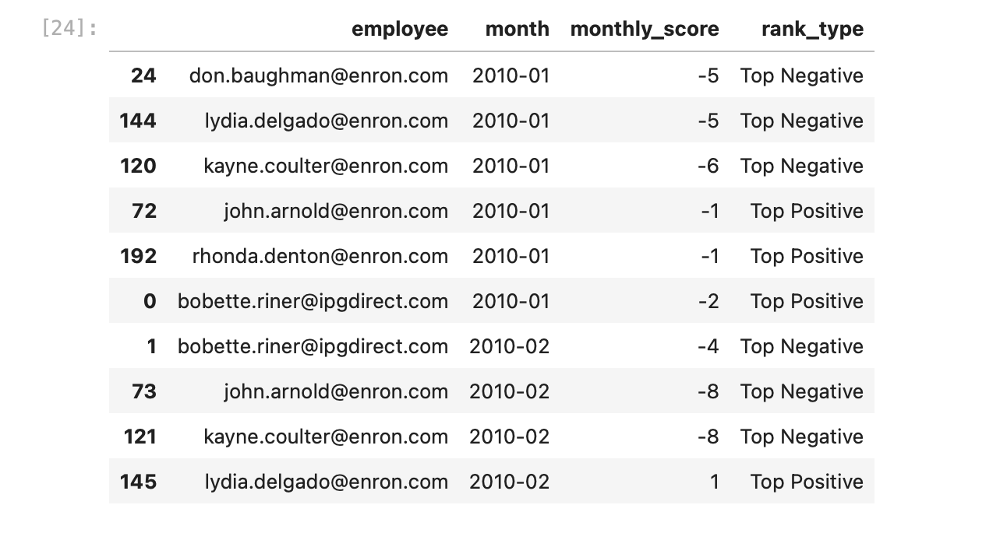 [24]:
employee month monthly_score rank_type
24 don.baughman@enron.com 2010-01 -5 Top Negative
144 lydia.delgado@enron.com 2010-01 -5 Top Negative
120 kayne.coulter@enron.com 2010-01 -6 Top Negative
72 john.arnold@enron.com 2010-01 -1 Top Positive
192 rhonda.denton@enron.com 2010-01 -1 Top Positive
0 bobette.riner@ipgdirect.com 2010-01 -2 Top Positive
1 bobette.riner@ipgdirect.com 2010-02 -4 Top Negative
73 john.arnold@enron.com 2010-02 -8 Top Negative
121 kayne.coulter@enron.com 2010-02 -8 Top Negative
145 lydia.delgado@enron.com 2010-02 1 Top Positive